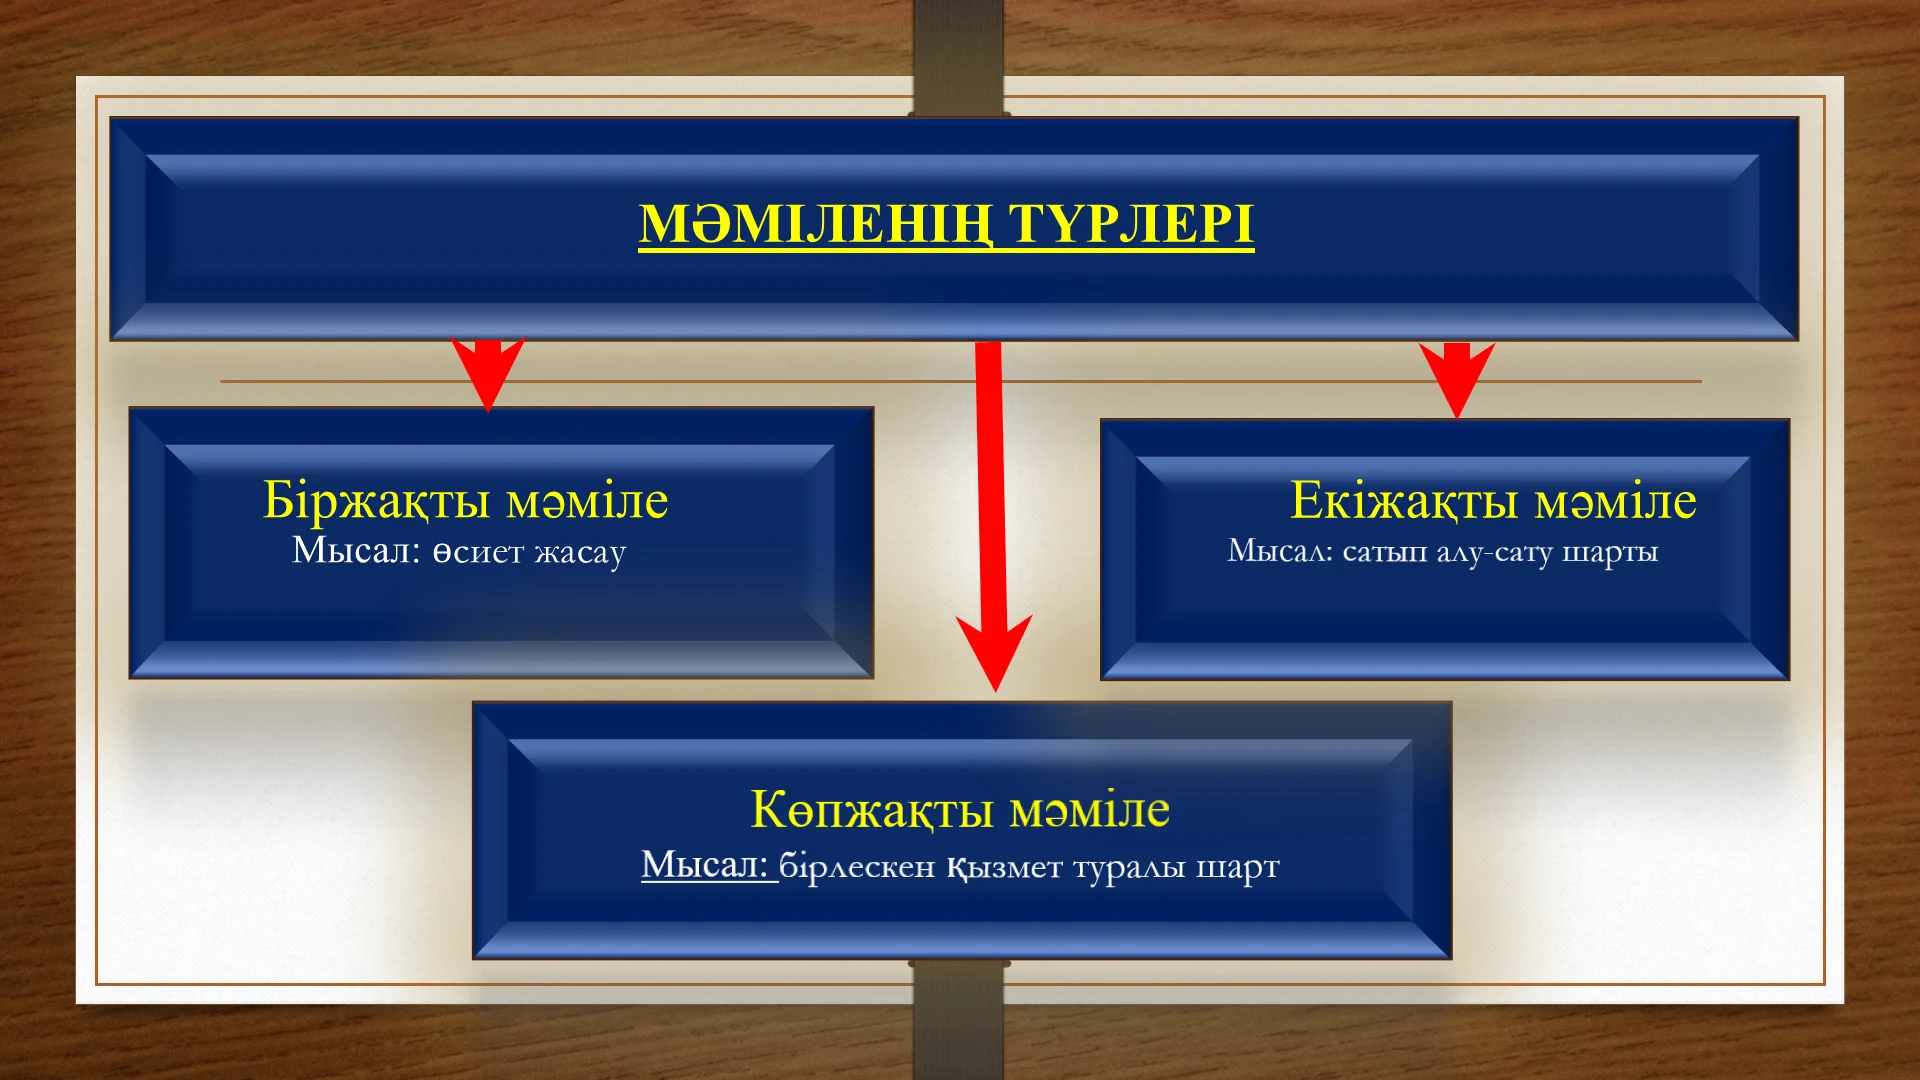 МӘМІЛЕНІҢ ТҮРЛЕРІ
Біржақты мәміле
Мысал: өсиет жасау
Екіжақты мәміле
Мысал: сатып алу-сату шарты
Көпжақты мәміле
Мысал: бірлескен қызмет туралы шарт